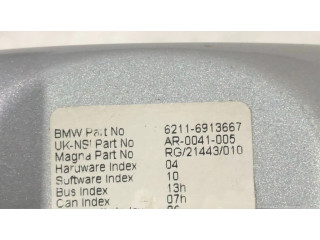 BMW Part No 6211-6913667
UK-NSI Part No AR-0041-005
Magna Part No RG/21443/010
Hardware Index 04
Software Index 10
Bus Index 13h
Can Index 07h